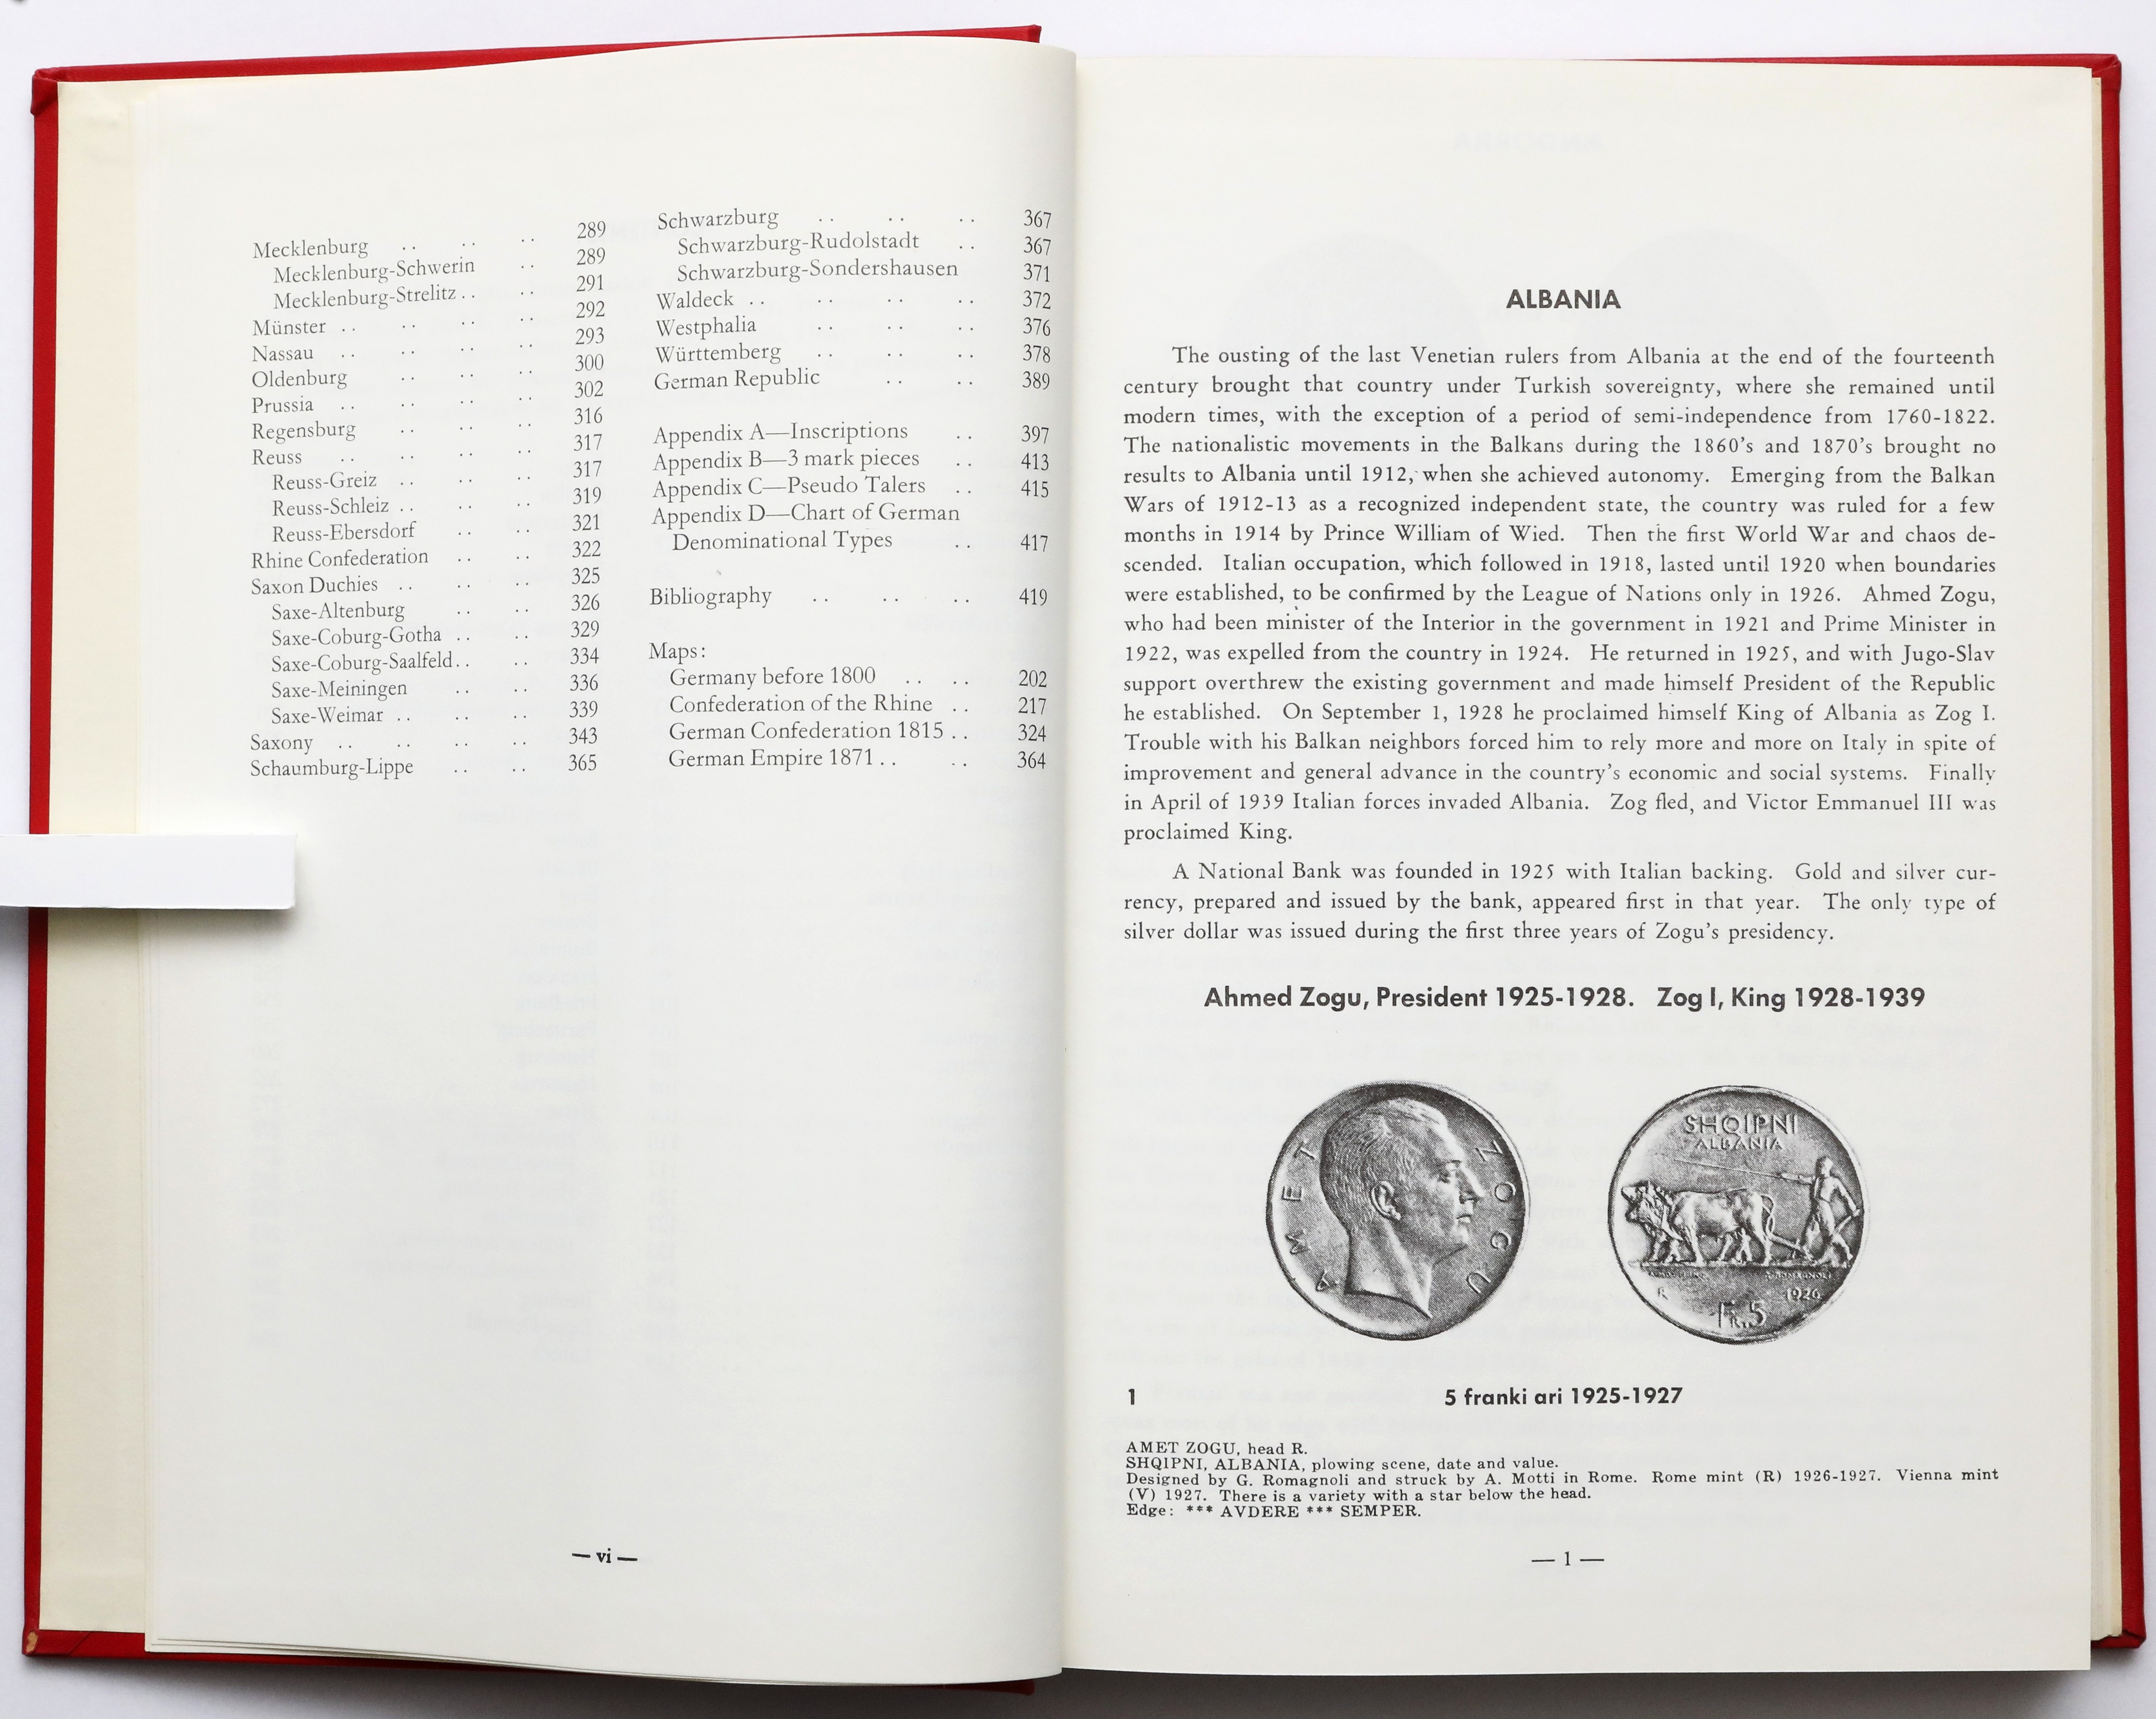 Mecklenburg .. .. .. 289
Mecklenburg-Schwerin .. 289
Mecklenburg-Strelitz .. .. 291
Münster .. .. .. .. 292
Nassau .. .. .. .. 293
Oldenburg .. .. .. 300
Prussia .. .. .. .. 302
Regensburg .. .. .. 316
Reuss .. .. .. .. 317
Reuss-Greiz .. .. .. 317
Reuss-Schleiz .. .. .. 319
Reuss-Ebersdorf .. .. 321
Rhine Confederation .. .. 322
Saxon Duchies .. .. .. 325
Saxe-Altenburg .. .. 326
Saxe-Coburg-Gotha .. .. 329
Saxe-Coburg-Saalfeld .. .. 334
Saxe-Meiningen .. .. 336
Saxe-Weimar .. .. .. 339
Saxony .. .. .. .. 343
Schaumburg-Lippe .. .. 365
Schwarzburg .. .. .. 367
Schwarzburg-Rudolstadt .. 367
Schwarzburg-Sondershausen 371
Waldeck .. .. .. .. 372
Westphalia .. .. .. 376
Württemberg .. .. .. 378
German Republic .. .. 389
Appendix A—Inscriptions .. 397
Appendix B—3 mark pieces .. 413
Appendix C—Pseudo Talers .. 415
Appendix D—Chart of German
Denominational Types .. 417
Bibliography .. .. .. 419
Maps:
Germany before 1800 .. .. 202
Confederation of the Rhine .. 217
German Confederation 1815 .. 324
German Empire 1871 .. .. 364
— vi —
ALBANIA
The ousting of the last Venetian rulers from Albania at the end of the fourteenth
century brought that country under Turkish sovereignty, where she remained until
modern times, with the exception of a period of semi-independence from 1760-1822.
The nationalistic movements in the Balkans during the 1860's and 1870's brought no
results to Albania until 1912, when she achieved autonomy. Emerging from the Balkan
Wars of 1912-13 as a recognized independent state, the country was ruled for a few
months in 1914 by Prince William of Wied. Then the first World War and chaos de-
scended. Italian occupation, which followed in 1918, lasted until 1920 when boundaries
were established, to be confirmed by the League of Nations only in 1926. Ahmed Zogu,
who had been minister of the Interior in the government in 1921 and Prime Minister in
1922, was expelled from the country in 1924. He returned in 1925, and with Jugo-Slav
support overthrew the existing government and made himself President of the Republic
he established. On September 1, 1928 he proclaimed himself King of Albania as Zog I.
Trouble with his Balkan neighbors forced him to rely more and more on Italy in spite of
improvement and general advance in the country's economic and social systems. Finally
in April of 1939 Italian forces invaded Albania. Zog fled, and Victor Emmanuel III was
proclaimed King.
A National Bank was founded in 1925 with Italian backing. Gold and silver cur-
rency, prepared and issued by the bank, appeared first in that year. The only type of
silver dollar was issued during the first three years of Zogu's presidency.
Ahmed Zogu, President 1925-1928. Zog I, King 1928-1939
AMET ZOGU
SHQIPNI
ALBANIA
R 1926
Fr. 5
1 5 franki ari 1925-1927
AMET ZOGU, head R.
SHQIPNI, ALBANIA, plowing scene, date and value.
Designed by G. Romagnoli and struck by A. Motti in Rome. Rome mint (R) 1926-1927. Vienna mint
(V) 1927. There is a variety with a star below the head.
Edge: *** AVDERE *** SEMPER.
— 1 —